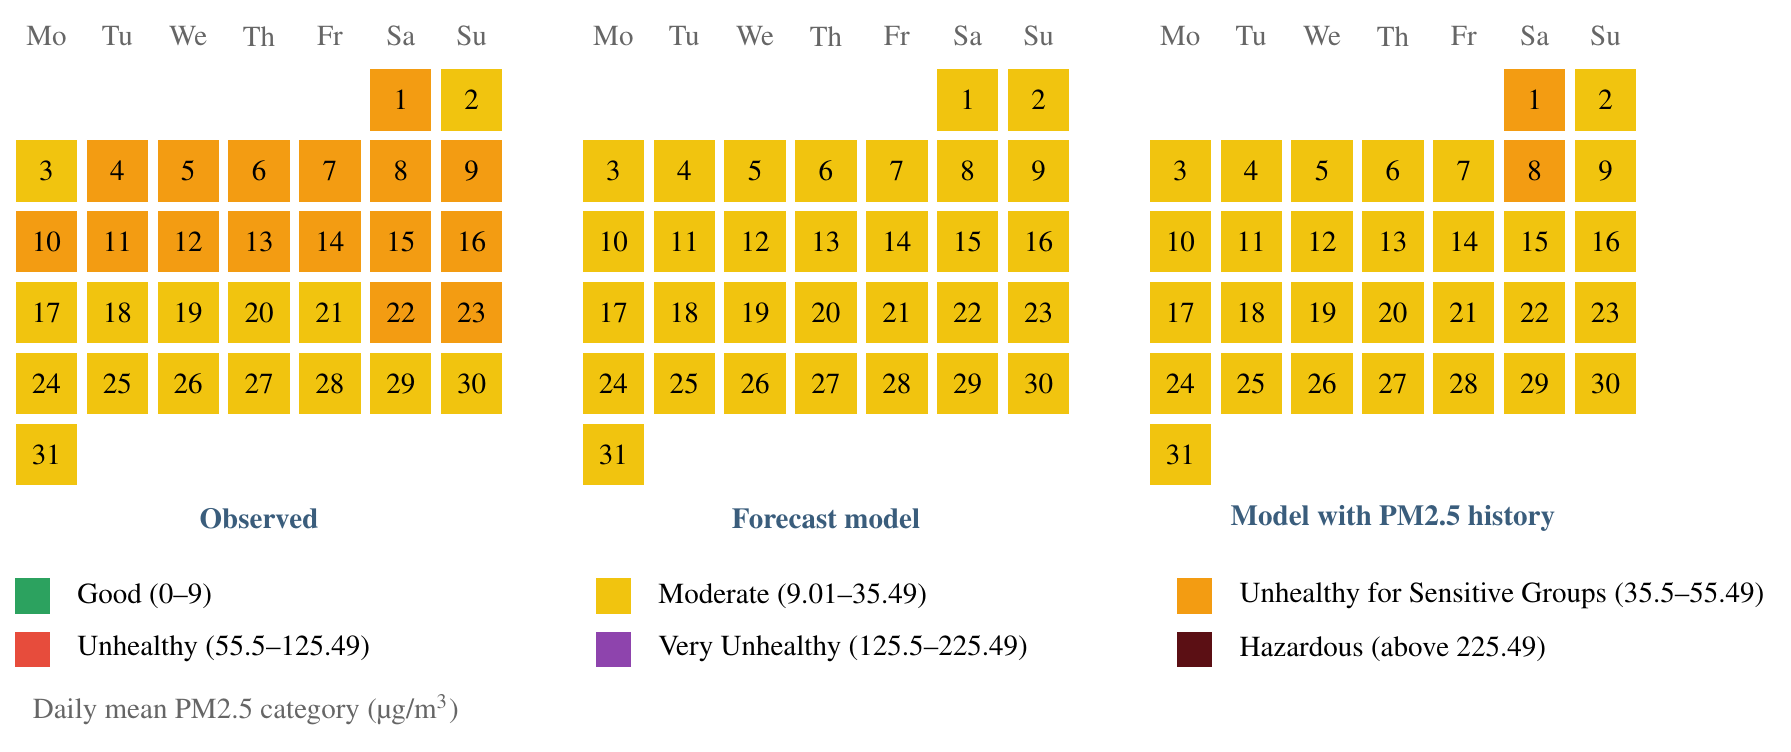 Mo Tu We Th Fr Sa Su
1 2
3 4 5 6 7 8 9
10 11 12 13 14 15 16
17 18 19 20 21 22 23
24 25 26 27 28 29 30
31
Observed
Mo Tu We Th Fr Sa Su
1 2
3 4 5 6 7 8 9
10 11 12 13 14 15 16
17 18 19 20 21 22 23
24 25 26 27 28 29 30
31
Forecast model
Mo Tu We Th Fr Sa Su
1 2
3 4 5 6 7 8 9
10 11 12 13 14 15 16
17 18 19 20 21 22 23
24 25 26 27 28 29 30
31
Model with PM2.5 history
Good (0–9)
Moderate (9.01–35.49)
Unhealthy for Sensitive Groups (35.5–55.49)
Unhealthy (55.5–125.49)
Very Unhealthy (125.5–225.49)
Hazardous (above 225.49)
Daily mean PM2.5 category (µg/m³)